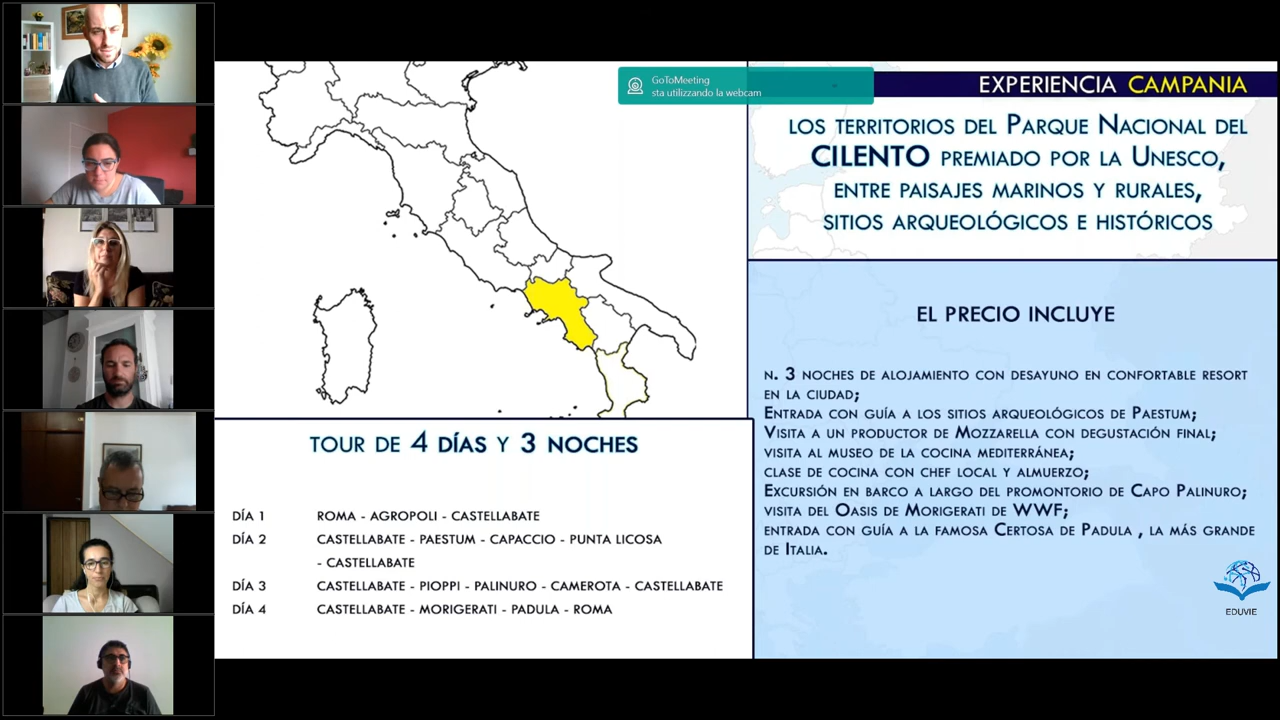 GoToMeeting
sta utilizzando la webcam
EXPERIENCIA CAMPANIA
LOS TERRITORIOS DEL PARQUE NACIONAL DEL
CILENTO PREMIADO POR LA UNESCO,
ENTRE PAISAJES MARINOS Y RURALES,
SITIOS ARQUEOLÓGICOS E HISTÓRICOS
TOUR DE 4 DÍAS Y 3 NOCHES
DÍA 1 ROMA - AGROPOLI - CASTELLABATE
DÍA 2 CASTELLABATE - PAESTUM - CAPACCIO - PUNTA LICOSA
- CASTELLABATE
DÍA 3 CASTELLABATE - PIOPPI - PALINURO - CAMEROTA - CASTELLABATE
DÍA 4 CASTELLABATE - MORIGERATI - PADULA - ROMA
EL PRECIO INCLUYE
N. 3 NOCHES DE ALOJAMIENTO CON DESAYUNO EN CONFORTABLE RESORT
EN LA CIUDAD;
ENTRADA CON GUÍA A LOS SITIOS ARQUEOLÓGICOS DE PAESTUM;
VISITA A UN PRODUCTOR DE MOZZARELLA CON DEGUSTACIÓN FINAL;
VISITA AL MUSEO DE LA COCINA MEDITERRÁNEA;
CLASE DE COCINA CON CHEF LOCAL Y ALMUERZO;
EXCURSIÓN EN BARCO A LARGO DEL PROMONTORIO DE CAPO PALINURO;
VISITA DEL OASIS DE MORIGERATI DE WWF;
ENTRADA CON GUÍA A LA FAMOSA CERTOSA DE PADULA , LA MÁS GRANDE
DE ITALIA.
EDUVIE